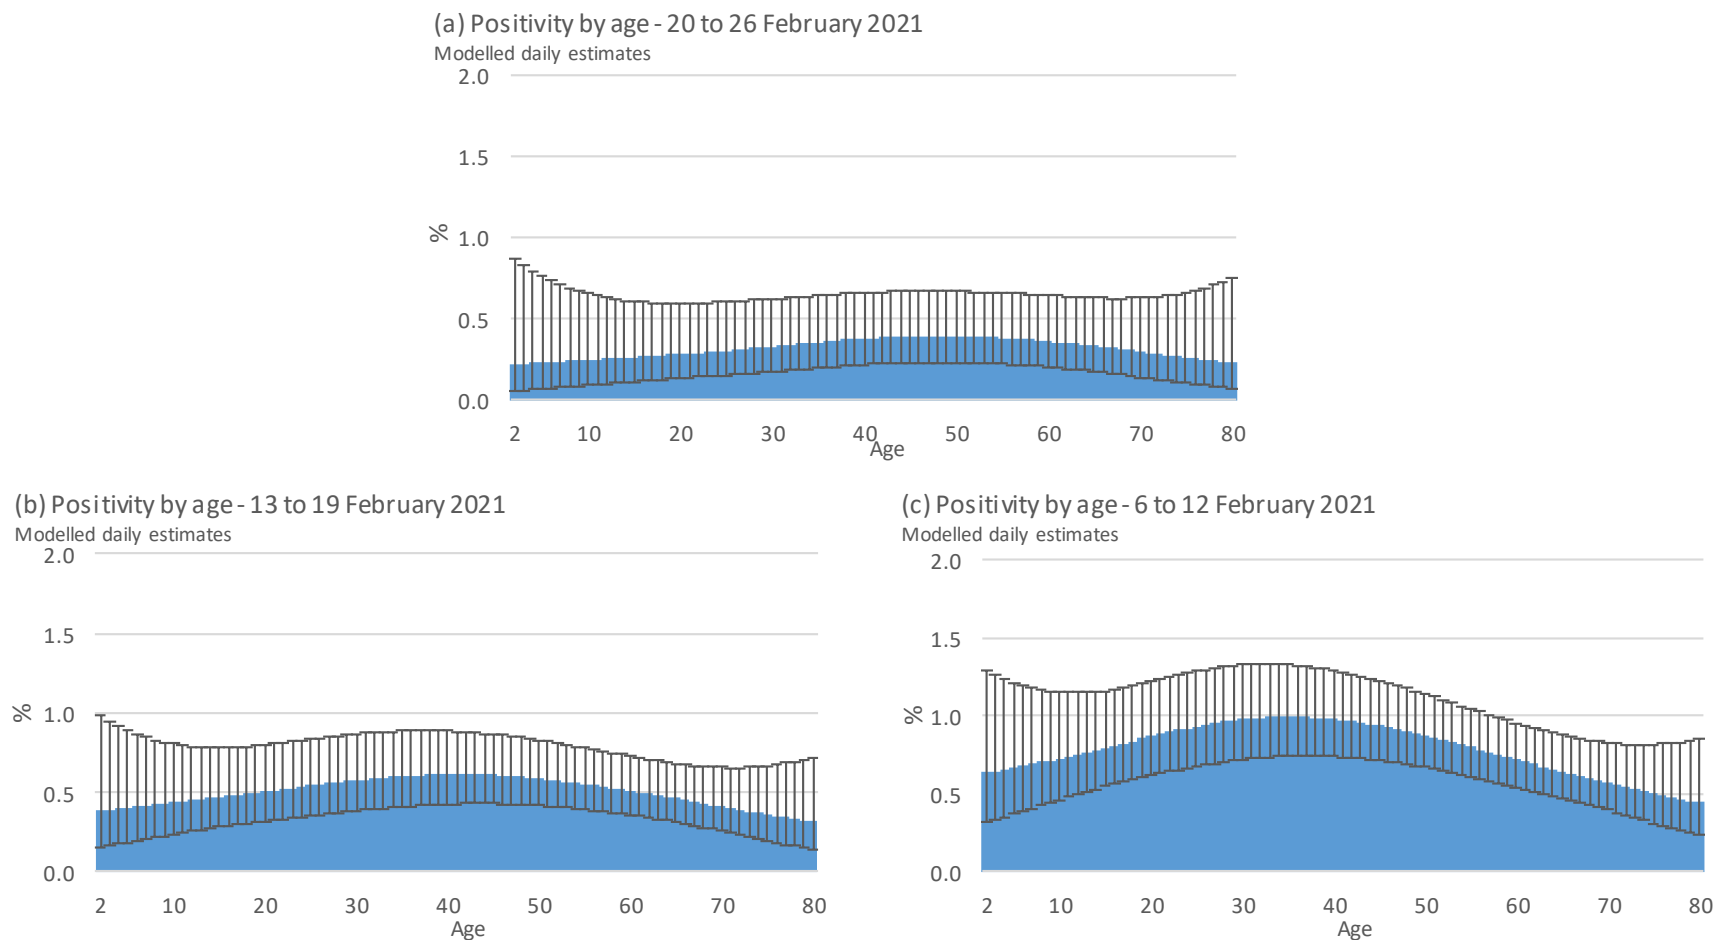 (a) Positivity by age - 20 to 26 February 2021
Modelled daily estimates
2.0
1.5
1.0
%
0.5
0.0
2 10 20 30 40 50 60 70 80
Age
(b) Positivity by age - 13 to 19 February 2021
Modelled daily estimates
2.0
1.5
1.0
%
0.5
0.0
2 10 20 30 40 50 60 70 80
Age
(c) Positivity by age - 6 to 12 February 2021
Modelled daily estimates
2.0
1.5
1.0
%
0.5
0.0
2 10 20 30 40 50 60 70 80
Age